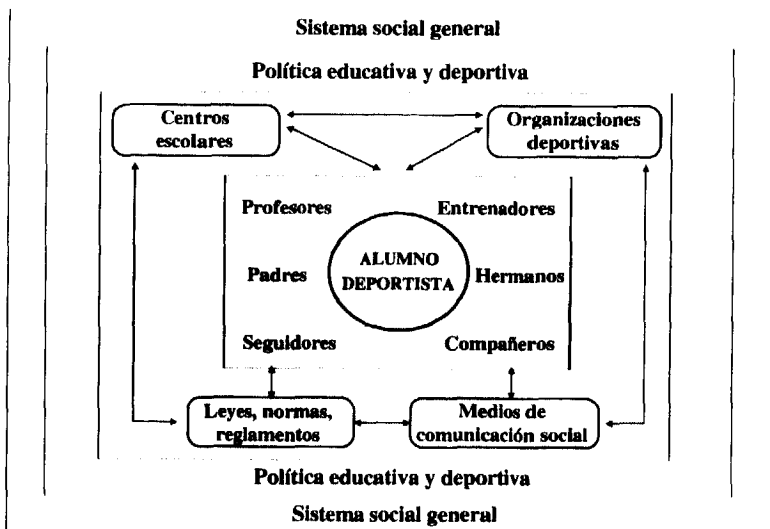 Sistema social general
Política educativa y deportiva
Centros
escolares
Organizaciones
deportivas
Profesores
Entrenadores
ALUMNO
DEPORTISTA
Padres
Hermanos
Seguidores
Compañeros
Leyes, normas,
reglamentos
Medios de
comunicación social
Política educativa y deportiva
Sistema social general